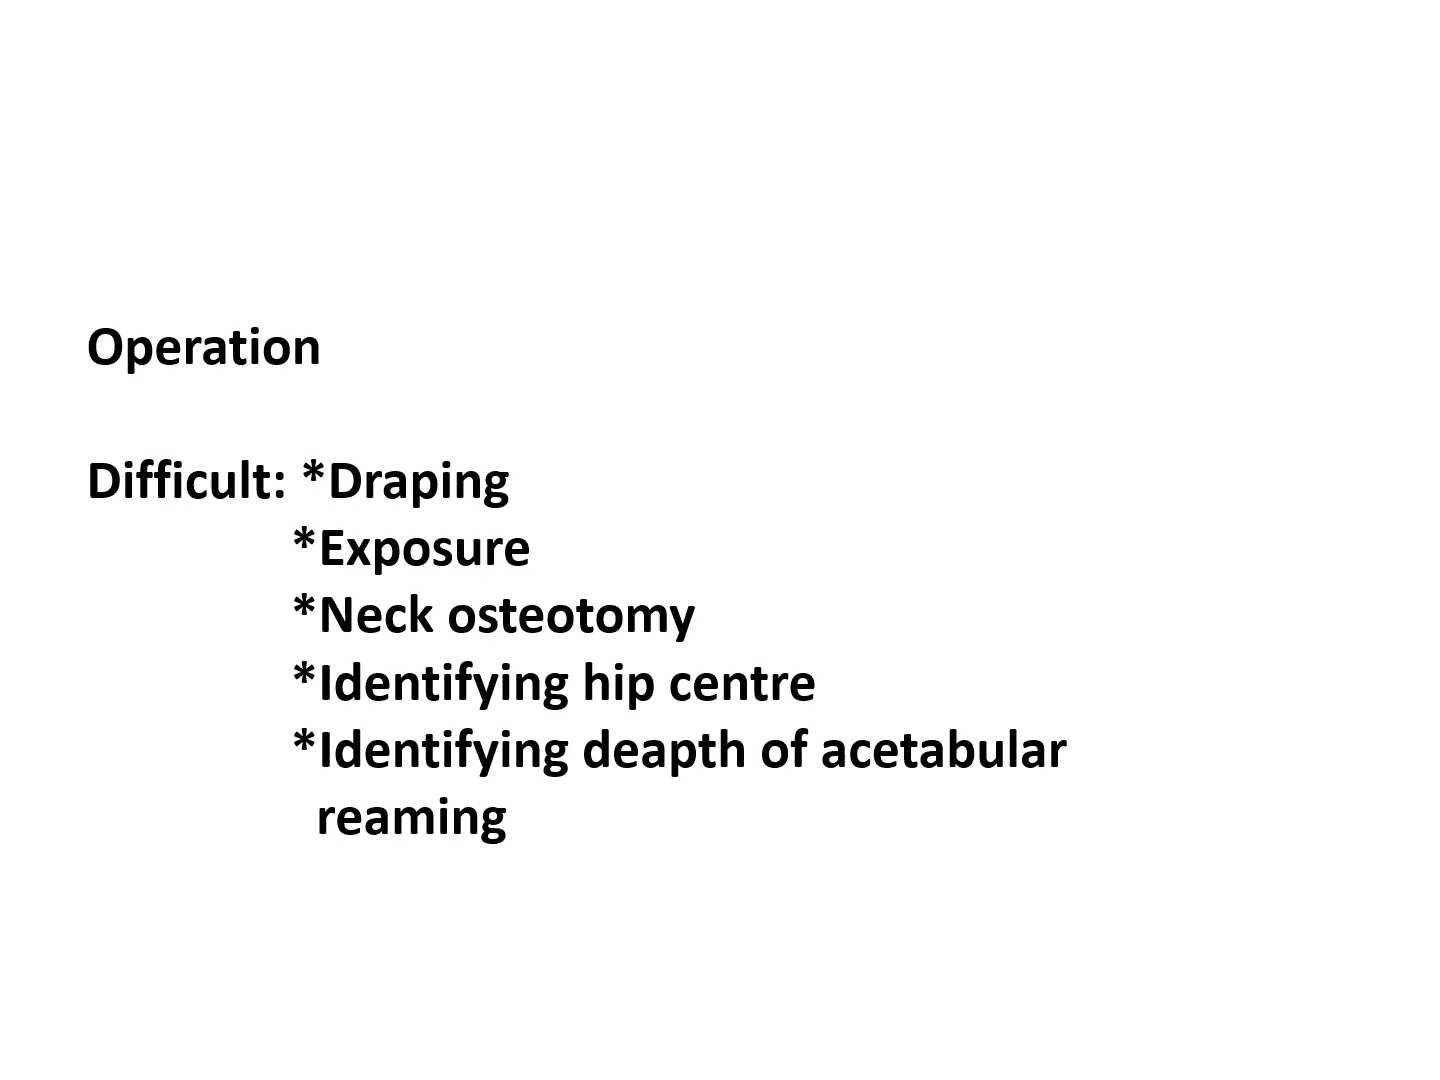 Operation
Difficult: *Draping
*Exposure
*Neck osteotomy
*Identifying hip centre
*Identifying deapth of acetabular
reaming